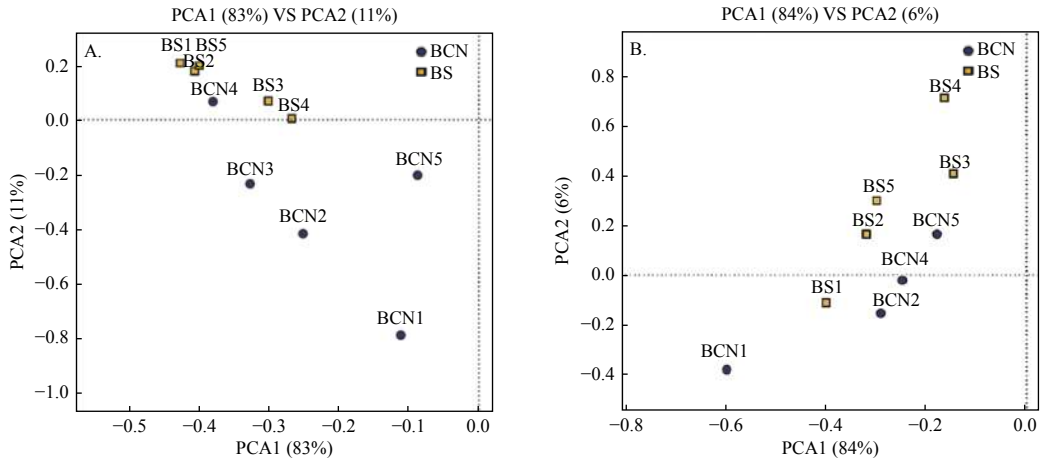 PCA1 (83%) VS PCA2 (11%)
A.
BCN
BS
BS1 BS5
BS2
BCN4
BS3
BS4
BCN3
BCN5
BCN2
BCN1
0.2
0.0
−0.2
−0.4
−0.6
−0.8
−1.0
PCA2 (11%)
−0.5 −0.4 −0.3 −0.2 −0.1 0.0
PCA1 (83%)
PCA1 (84%) VS PCA2 (6%)
B.
BCN
BS
BS4
BS3
BS5
BS2
BCN5
BCN4
BS1
BCN2
BCN1
0.8
0.6
0.4
0.2
0.0
−0.2
−0.4
PCA2 (6%)
−0.8 −0.6 −0.4 −0.2 0.0
PCA1 (84%)